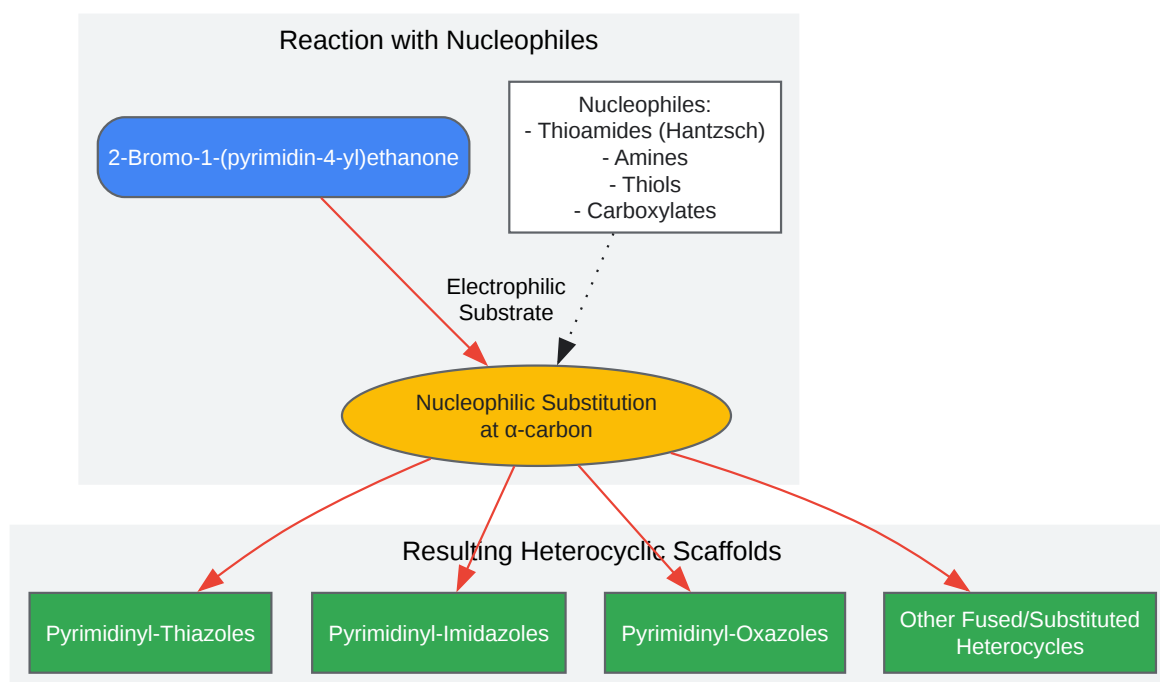 Reaction with Nucleophiles
2-Bromo-1-(pyrimidin-4-yl)ethanone
Nucleophiles:
- Thioamides (Hantzsch)
- Amines
- Thiols
- Carboxylates
Electrophilic
Substrate
Nucleophilic Substitution
at α-carbon
Resulting Heterocyclic Scaffolds
Pyrimidinyl-Thiazoles
Pyrimidinyl-Imidazoles
Pyrimidinyl-Oxazoles
Other Fused/Substituted
Heterocycles